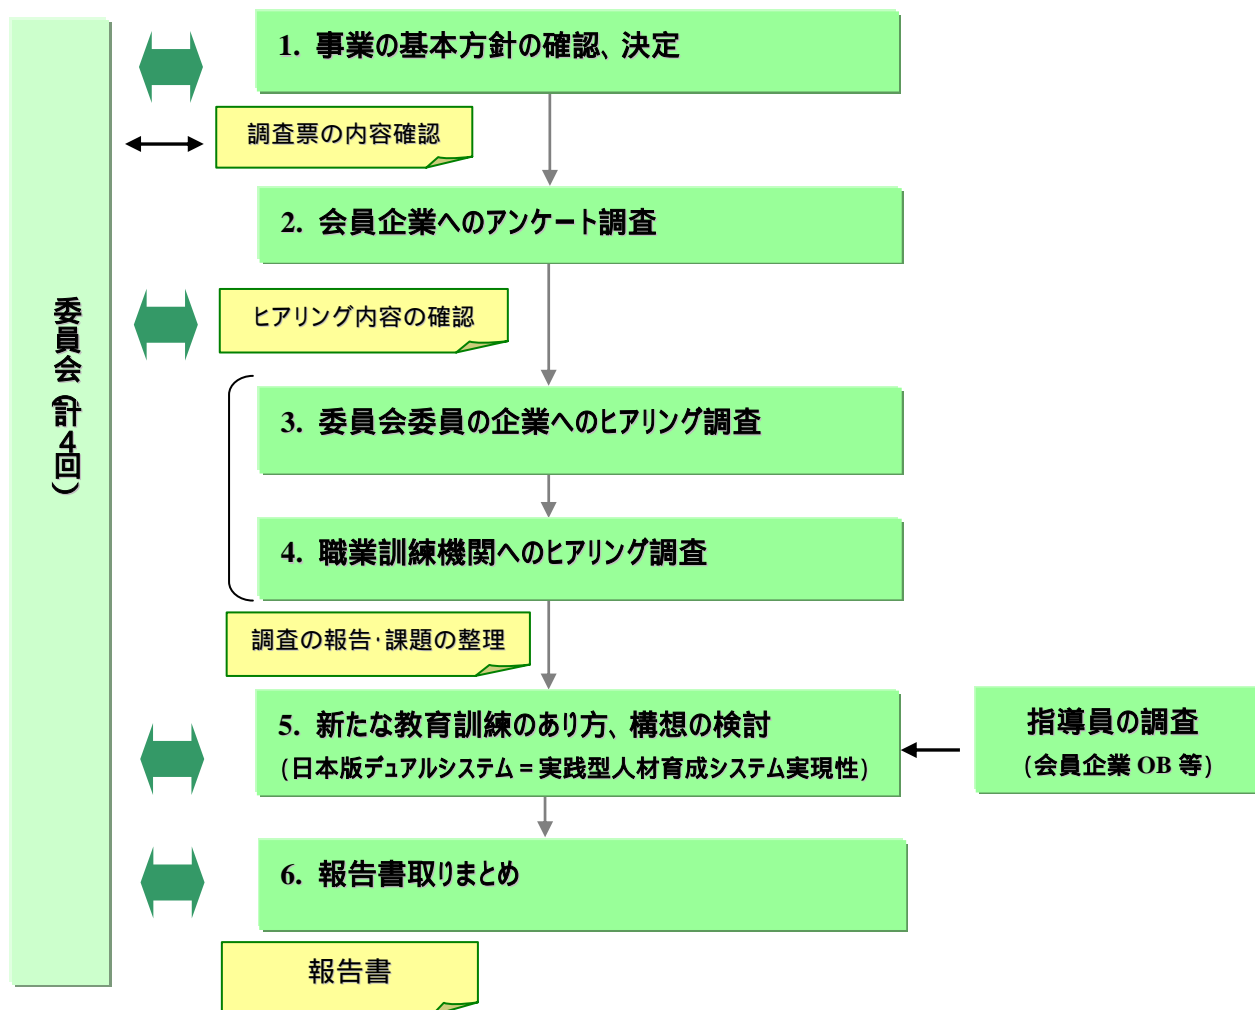 委員会（計４回）
1. 事業の基本方針の確認、決定
調査票の内容確認
2. 会員企業へのアンケート調査
ヒアリング内容の確認
3. 委員会委員の企業へのヒアリング調査
4. 職業訓練機関へのヒアリング調査
調査の報告・課題の整理
5. 新たな教育訓練のあり方、構想の検討
（日本版デュアルシステム＝実践型人材育成システム実現性）
指導員の調査
（会員企業 OB 等）
6. 報告書取りまとめ
報告書